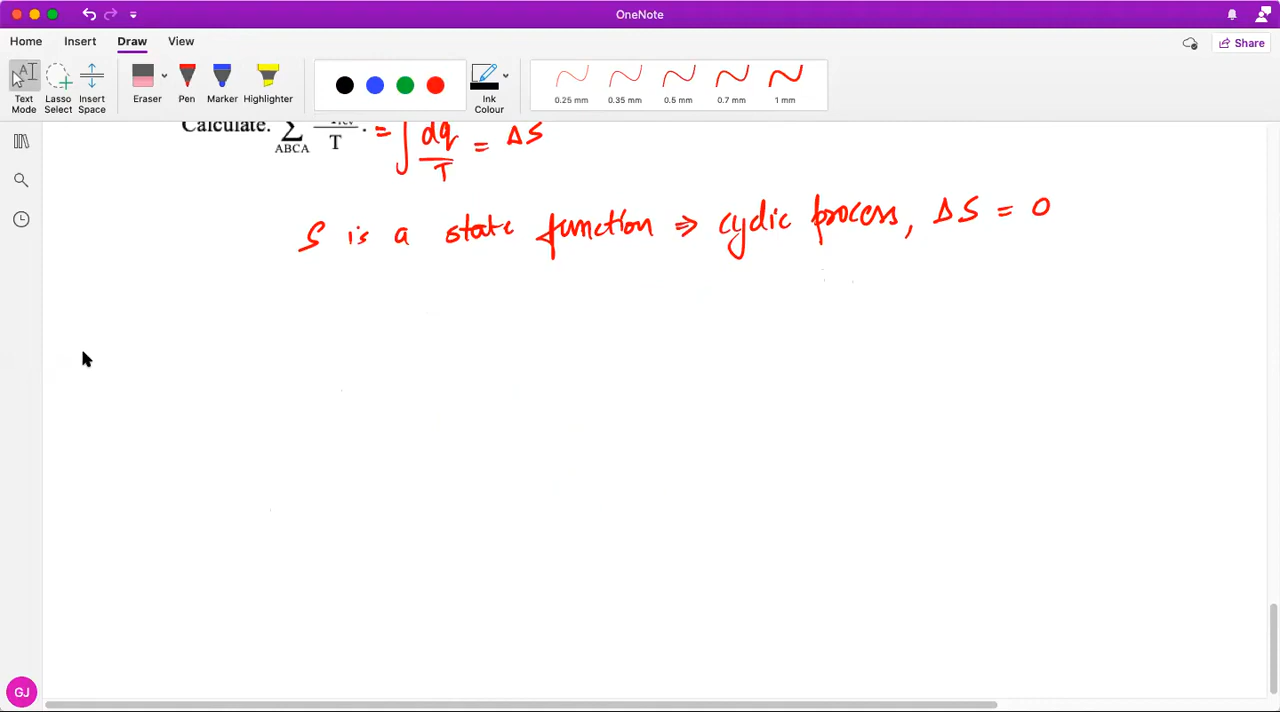 OneNote
Home Insert Draw View
Share
Text Mode
Lasso Select
Insert Space
Eraser
Pen
Marker
Highlighter
Ink Colour
0.25 mm 0.35 mm 0.5 mm 0.7 mm 1 mm
Calculate. ∑ ABCA / T . = ∫ dq/T = ΔS
S is a state function ⇒ cyclic process, ΔS = 0
GJ